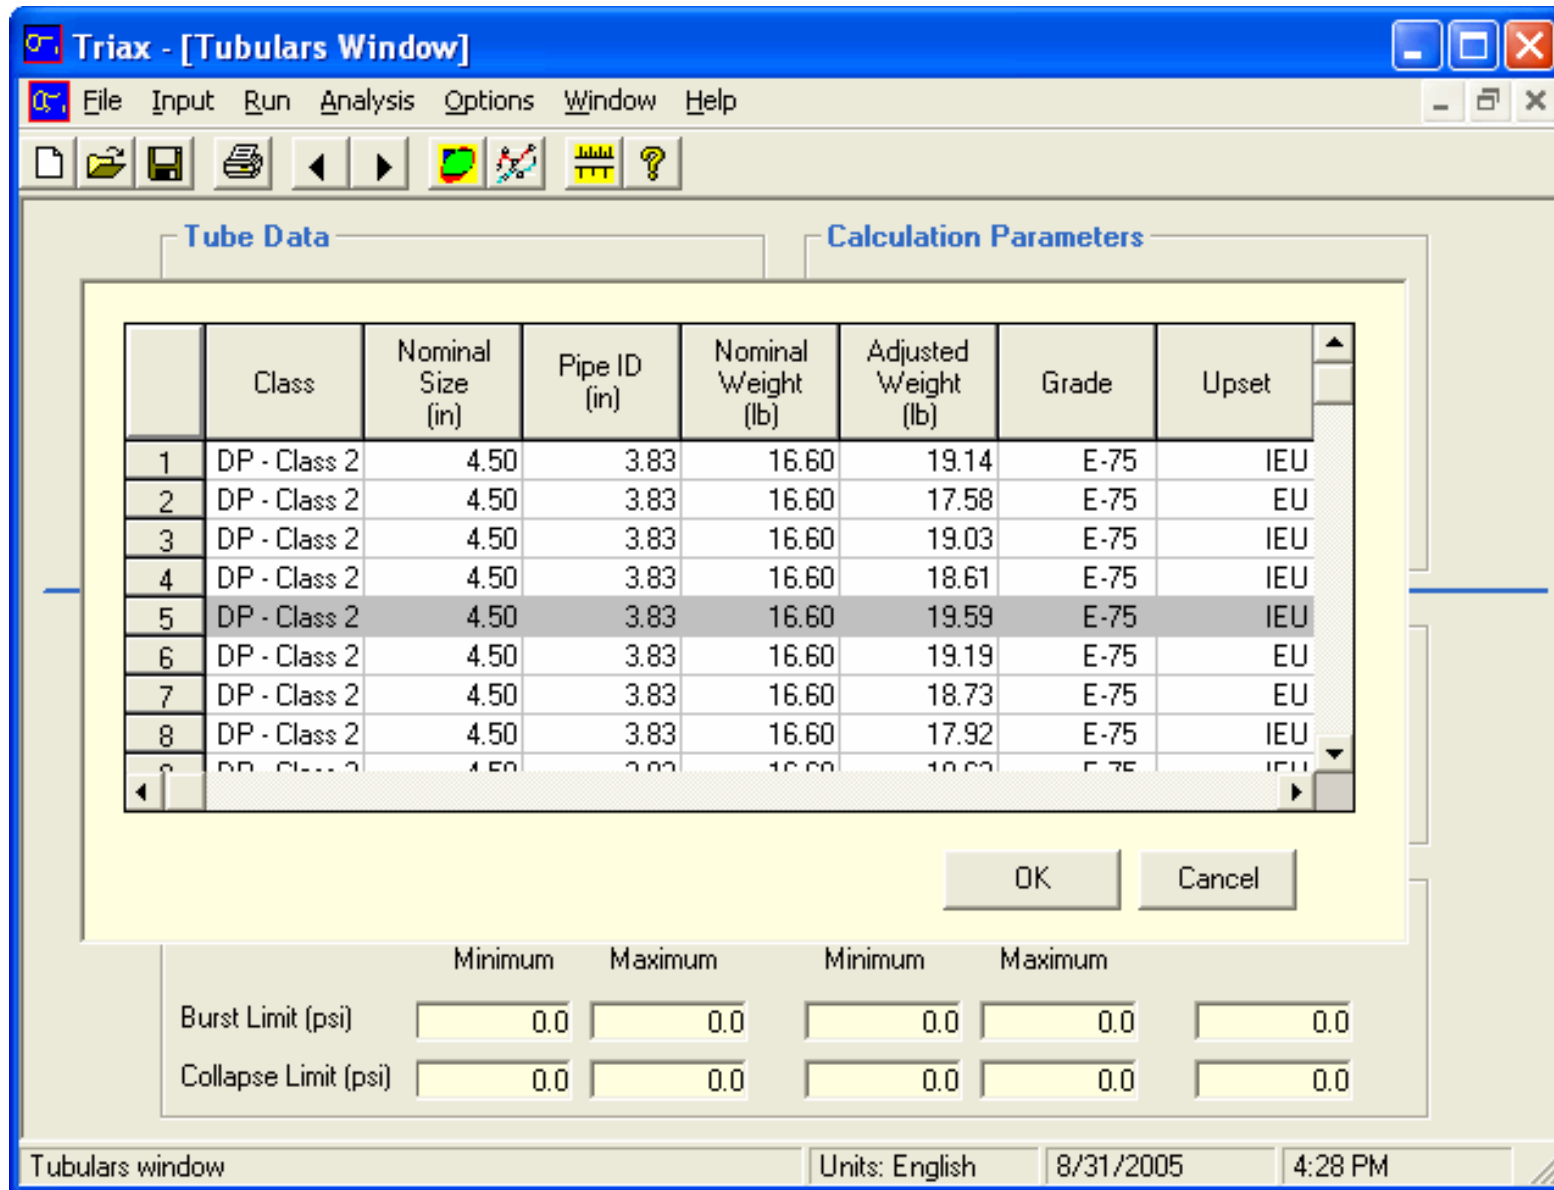 Triax - [Tubulars Window]
File Input Run Analysis Options Window Help
Tube Data Calculation Parameters
Class Nominal Size (in) Pipe ID (in) Nominal Weight (lb) Adjusted Weight (lb) Grade Upset
1 DP - Class 2 4.50 3.83 16.60 19.14 E-75 IEU
2 DP - Class 2 4.50 3.83 16.60 17.58 E-75 EU
3 DP - Class 2 4.50 3.83 16.60 19.03 E-75 IEU
4 DP - Class 2 4.50 3.83 16.60 18.61 E-75 IEU
5 DP - Class 2 4.50 3.83 16.60 19.59 E-75 IEU
6 DP - Class 2 4.50 3.83 16.60 19.19 E-75 EU
7 DP - Class 2 4.50 3.83 16.60 18.73 E-75 EU
8 DP - Class 2 4.50 3.83 16.60 17.92 E-75 IEU
OK Cancel
Minimum Maximum Minimum Maximum
Burst Limit (psi) 0.0 0.0 0.0 0.0 0.0
Collapse Limit (psi) 0.0 0.0 0.0 0.0 0.0
Tubulars window Units: English 8/31/2005 4:28 PM